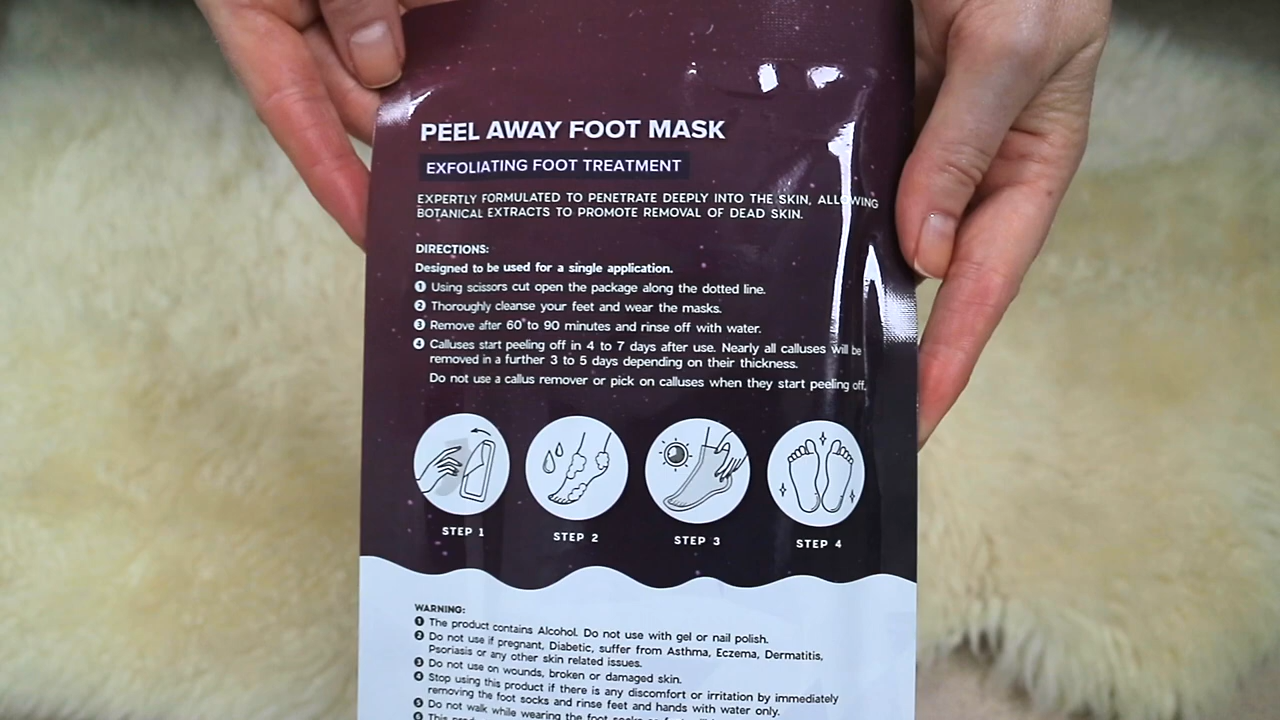 PEEL AWAY FOOT MASK
EXFOLIATING FOOT TREATMENT
EXPERTLY FORMULATED TO PENETRATE DEEPLY INTO THE SKIN, ALLOWING
BOTANICAL EXTRACTS TO PROMOTE REMOVAL OF DEAD SKIN.
DIRECTIONS:
Designed to be used for a single application.
1 Using scissors cut open the package along the dotted line.
2 Thoroughly cleanse your feet and wear the masks.
3 Remove after 60 to 90 minutes and rinse off with water.
4 Calluses start peeling off in 4 to 7 days after use. Nearly all calluses will be
removed in a further 3 to 5 days depending on their thickness.
Do not use a callus remover or pick on calluses when they start peeling off.
STEP 1
STEP 2
STEP 3
STEP 4
WARNING:
1 The product contains Alcohol. Do not use with gel or nail polish.
2 Do not use if pregnant, Diabetic, suffer from Asthma, Eczema, Dermatitis,
Psoriasis or any other skin related issues.
3 Do not use on wounds, broken or damaged skin.
4 Stop using this product if there is any discomfort or irritation by immediately
removing the foot socks and rinse feet and hands with water only.
5 Do not walk while wearing the foot socks
6 This